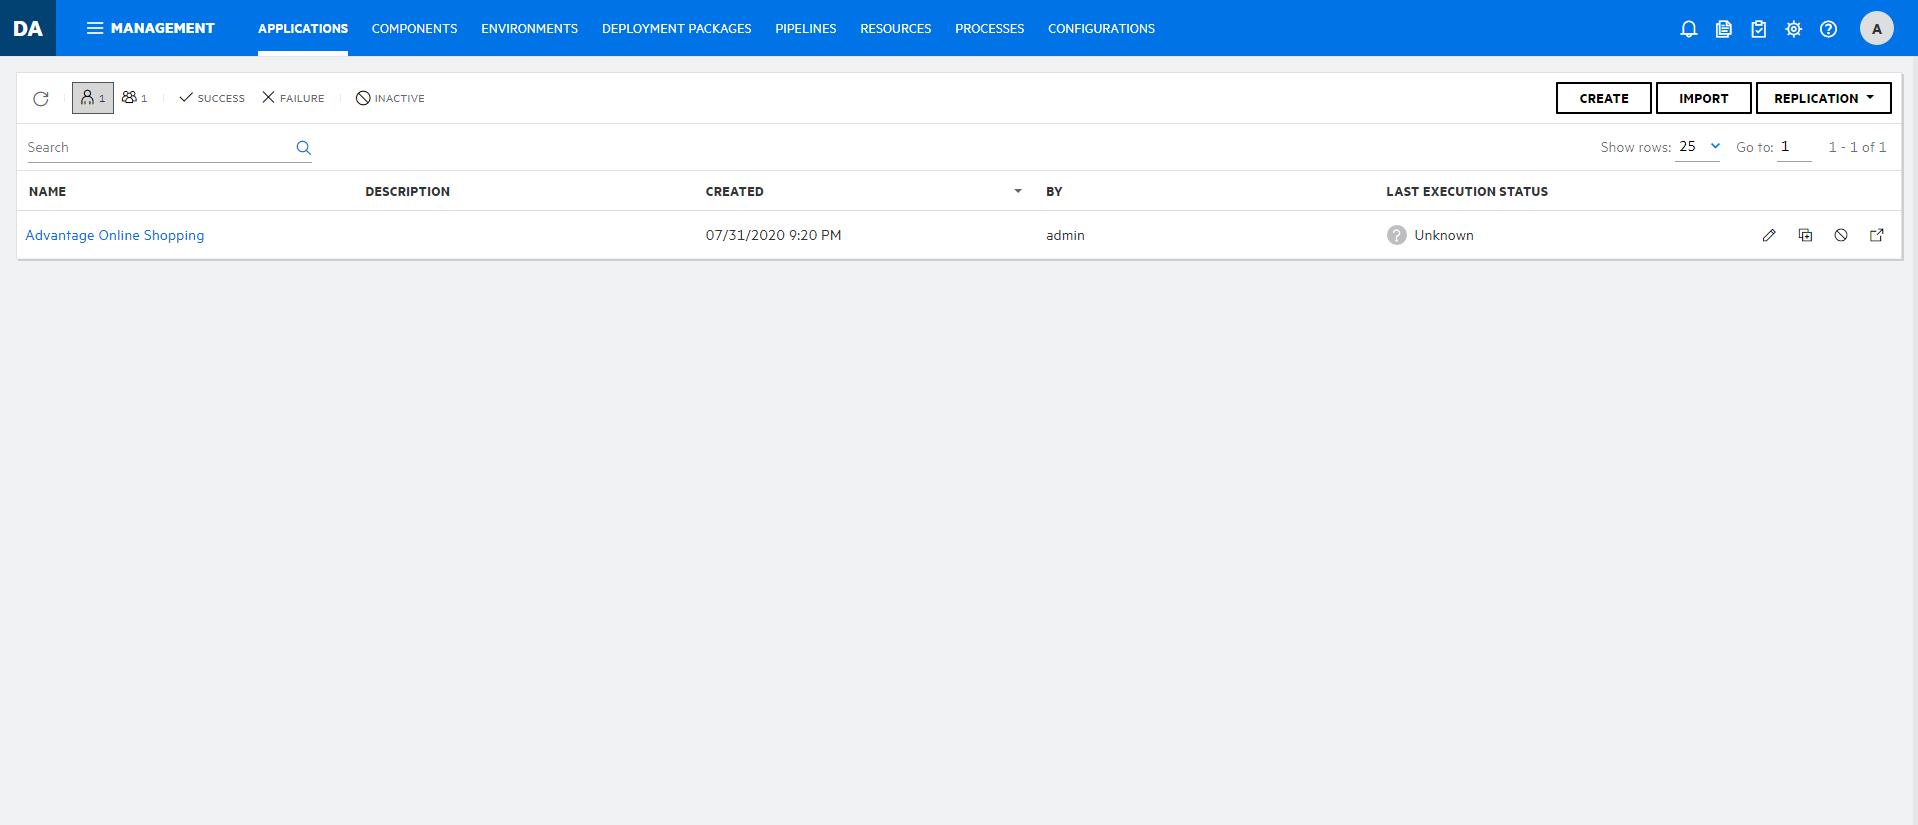 DA MANAGEMENT APPLICATIONS COMPONENTS ENVIRONMENTS DEPLOYMENT PACKAGES PIPELINES RESOURCES PROCESSES CONFIGURATIONS A
1 1 SUCCESS FAILURE INACTIVE CREATE IMPORT REPLICATION
Search Show rows: 25 Go to: 1 1 - 1 of 1
NAME DESCRIPTION CREATED BY LAST EXECUTION STATUS
Advantage Online Shopping 07/31/2020 9:20 PM admin ? Unknown